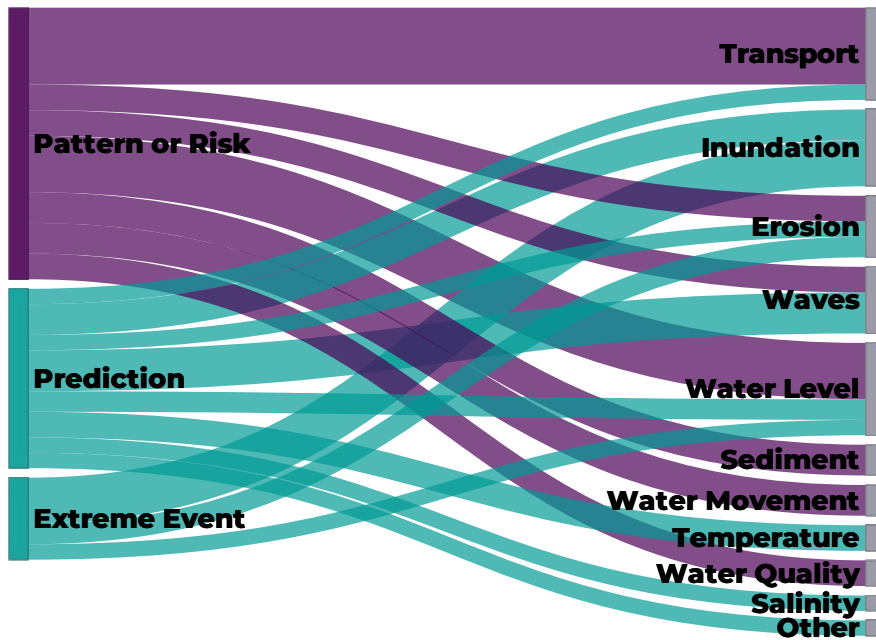 Pattern or Risk
Prediction
Extreme Event
Transport
Inundation
Erosion
Waves
Water Level
Sediment
Water Movement
Temperature
Water Quality
Salinity
Other